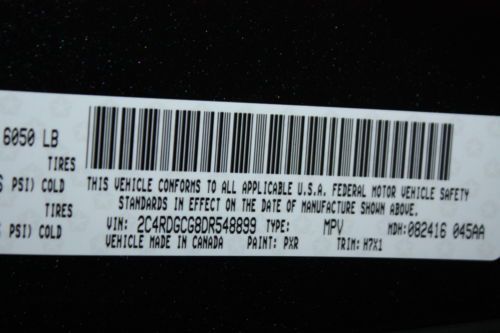 6050 LB
TIRES
PSI) COLD
TIRES
PSI) COLD
THIS VEHICLE CONFORMS TO ALL APPLICABLE U.S.A. FEDERAL MOTOR VEHICLE SAFETY
STANDARDS IN EFFECT ON THE DATE OF MANUFACTURE SHOWN ABOVE.
VIN: 2C4RDGCG8DR548899 TYPE: MPV MDH: 082416 045AA
VEHICLE MADE IN CANADA PAINT: PXR TRIM: H7X1